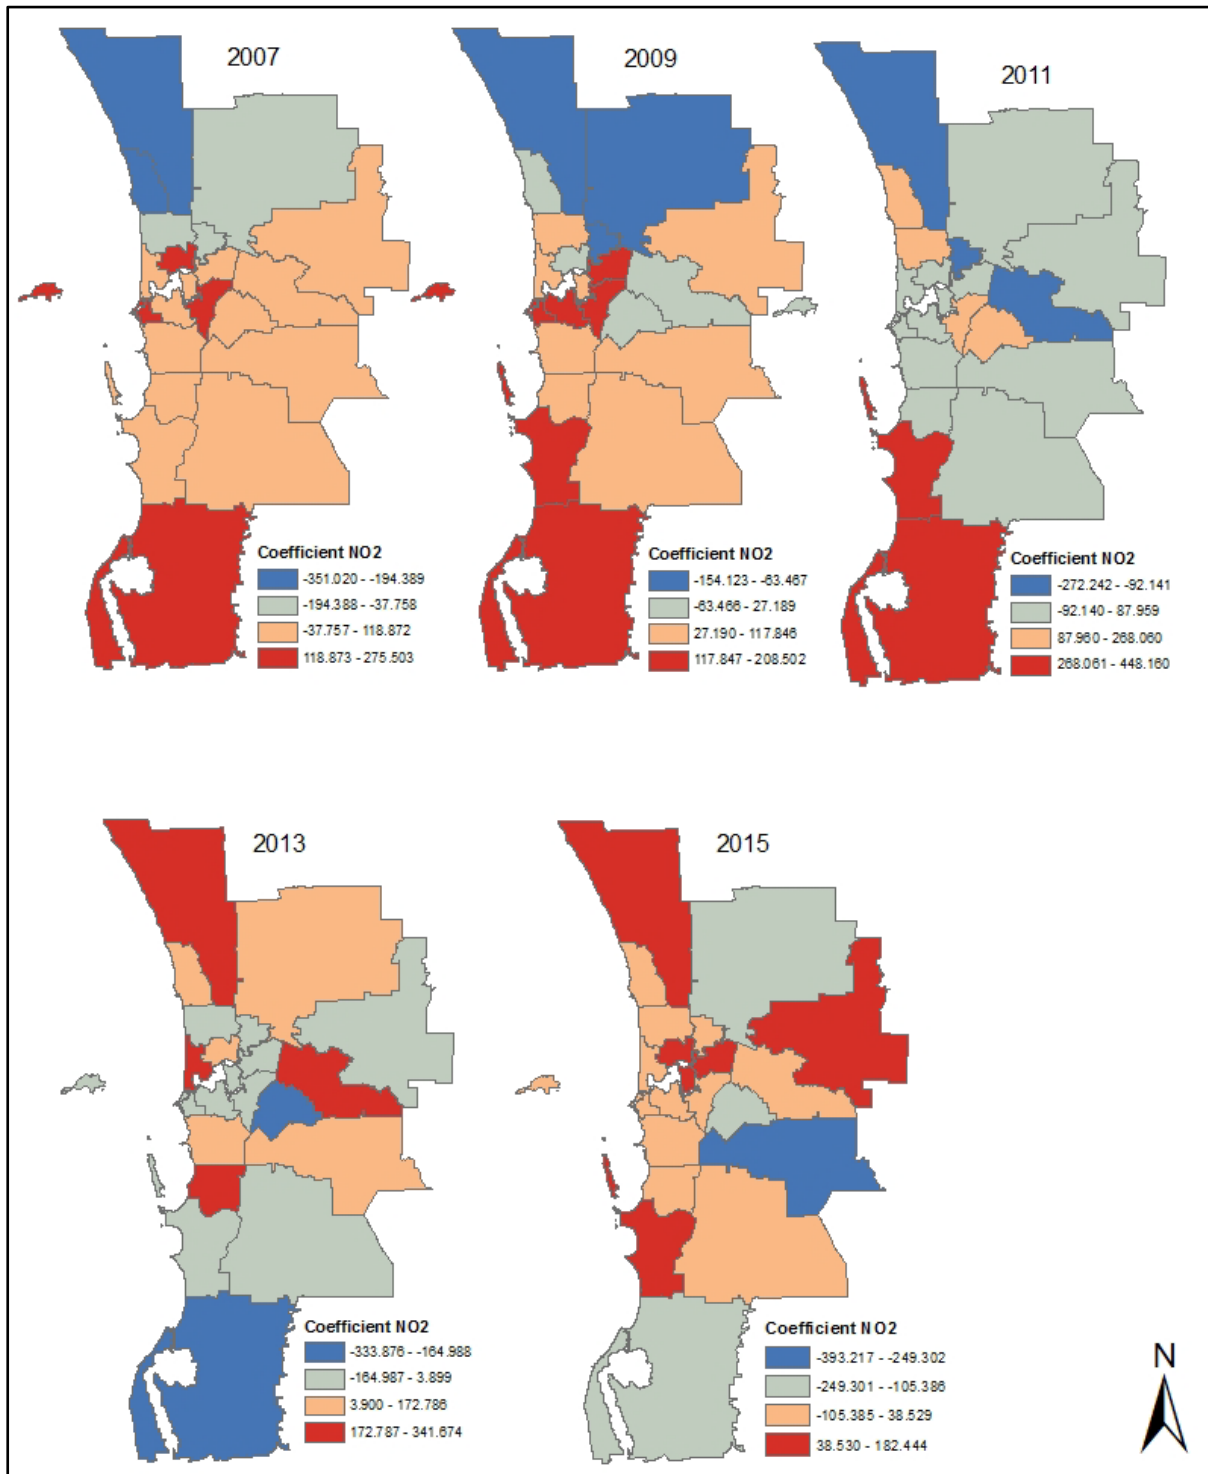 2007
2009
2011
Coefficient NO2
-351.020 - -194.389
-194.388 - -37.758
-37.757 - 118.872
118.873 - 275.503
Coefficient NO2
-154.123 - -63.467
-63.466 - 27.189
27.190 - 117.846
117.847 - 208.502
Coefficient NO2
-272.242 - -92.141
-92.140 - 87.959
87.960 - 268.060
268.061 - 448.160
2013
2015
Coefficient NO2
-333.876 - -164.988
-164.987 - 3.899
3.900 - 172.786
172.787 - 341.674
Coefficient NO2
-393.217 - -249.302
-249.301 - -105.386
-105.385 - 38.529
38.530 - 182.444
N